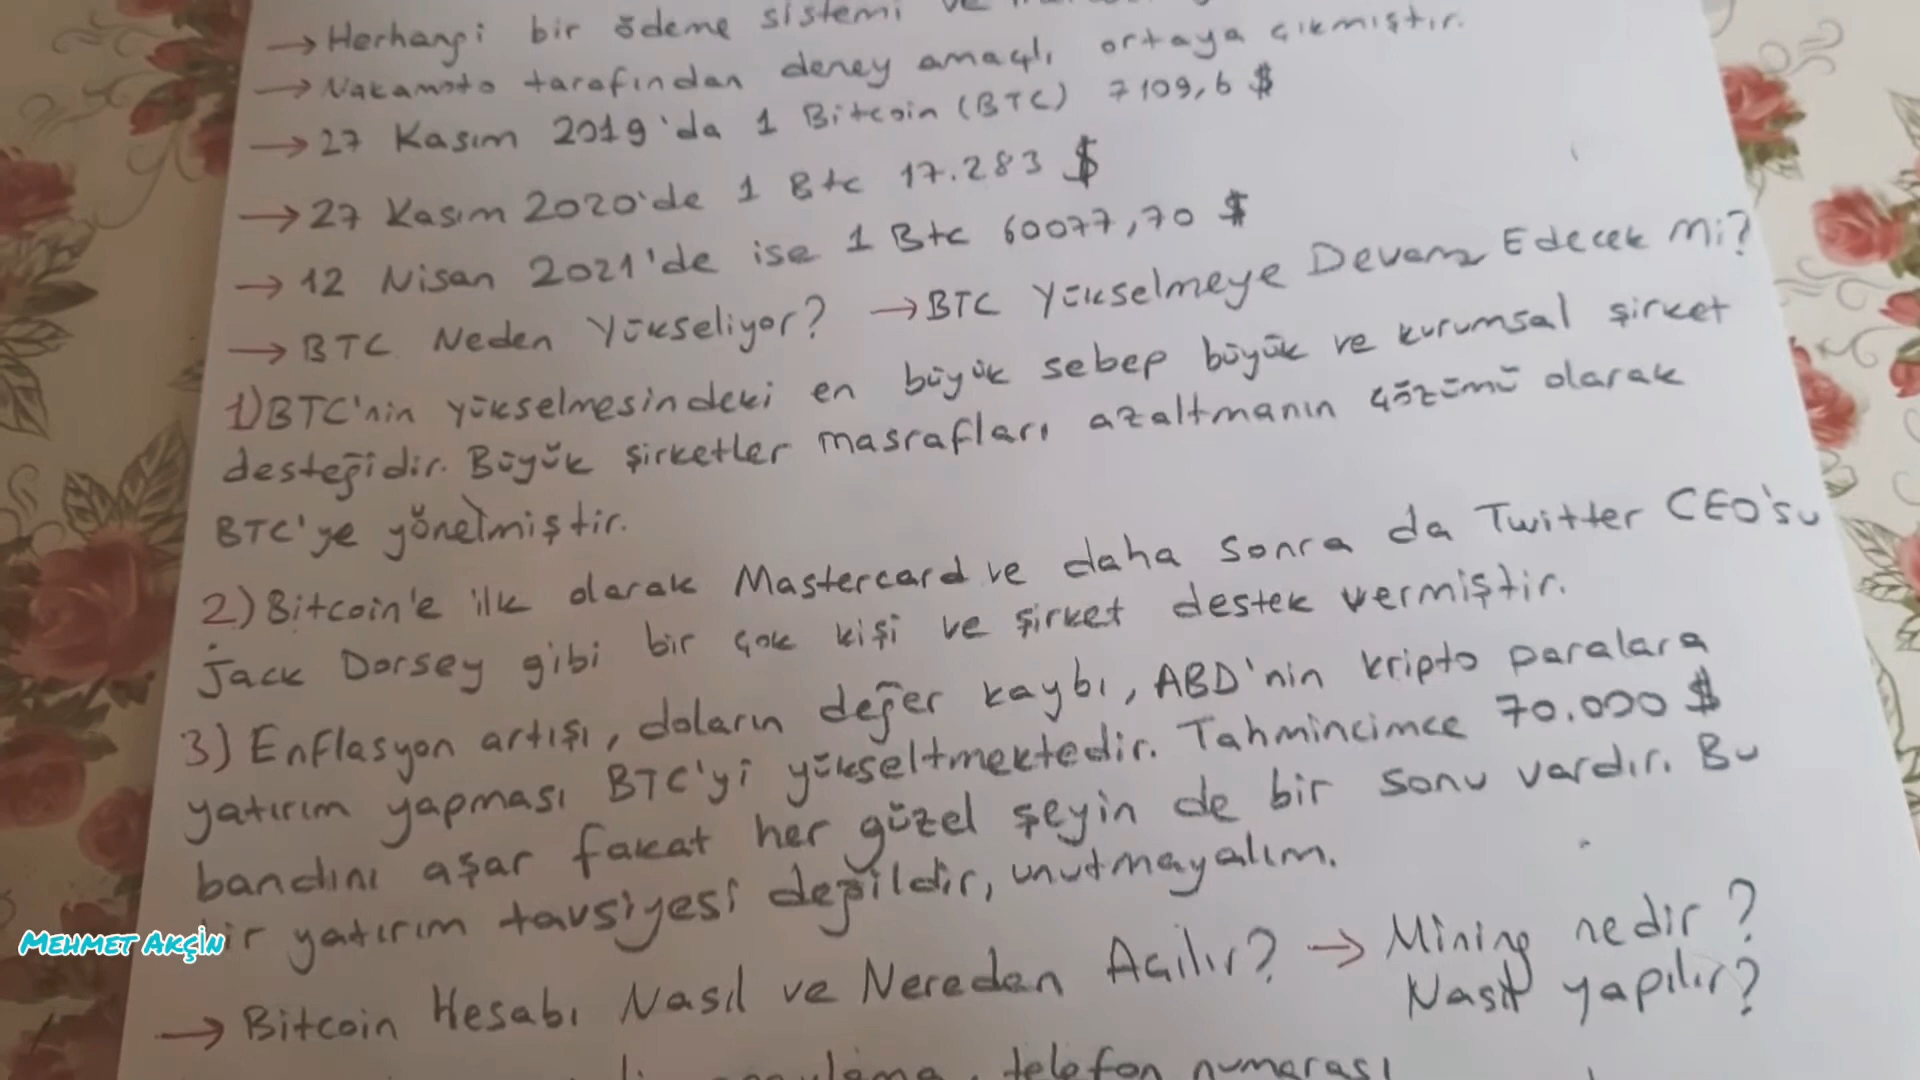 → Herhangi bir ödeme sistemi ve
→ Nakamoto tarafından deney amaçlı ortaya çıkmıştır.
→ 27 Kasım 2019'da 1 Bitcoin (BTC) 7109,6 $
→ 27 Kasım 2020'de 1 Btc 17.283 $
→ 12 Nisan 2021'de ise 1 Btc 60077,70 $
→ BTC Neden Yükseliyor? → BTC Yükselmeye Devam Edecek Mi?
1) BTC'nin yükselmesindeki en büyük sebep büyük ve kurumsal şirket
desteğidir. Büyük şirketler masrafları azaltmanın çözümü olarak
BTC'ye yönelmiştir.
2) Bitcoin'e ilk olarak Mastercard ve daha sonra da Twitter CEO'su
Jack Dorsey gibi bir çok kişi ve şirket destek vermiştir.
3) Enflasyon artışı, doların değer kaybı, ABD'nin kripto paralara
yatırım yapması BTC'yi yükseltmektedir. Tahmincimce 70.000 $
bandını aşar fakat her güzel şeyin de bir sonu vardır. Bu
bir yatırım tavsiyesi değildir, unutmayalım.
MEHMET AKÇİN
→ Bitcoin Hesabı Nasıl ve Nereden Açılır? → Mining nedir?
Nasıl yapılır?
telefon numarası